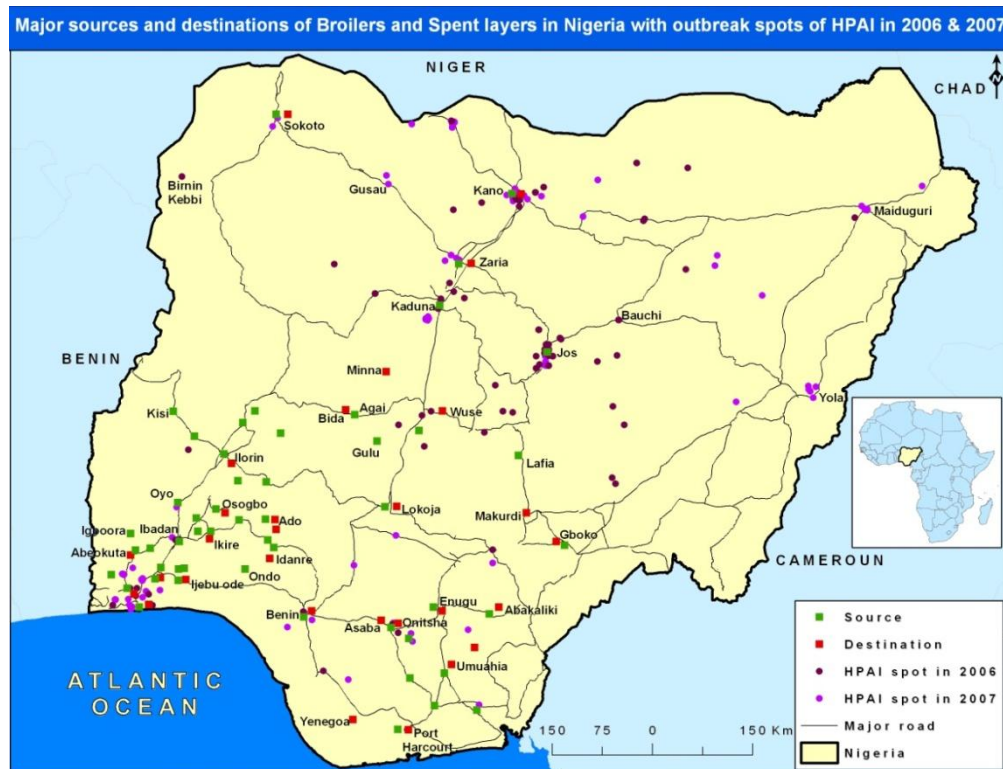 Major sources and destinations of Broilers and Spent layers in Nigeria with outbreak spots of HPAI in 2006 & 2007
NIGER
CHAD
N
Sokoto
Birnin
Kebbi
Gusau
Kano
Maiduguri
Zaria
Kaduna
Bauchi
Jos
BENIN
Minna
Yola
Kisi
Bida
Agai
Wuse
Gulu
Ilorin
Lafia
Oyo
Osogbo
Lokoja
Makurdi
Igboora
Ibadan
Ado
Gboko
Abeokuta
Ikire
Idanre
CAMEROUN
Ijebu ode
Ondo
Benin
Enugu
Abakaliki
Asaba
Onitsha
Umuahia
ATLANTIC
OCEAN
Yenegoa
Port
Harcourt
150 75 0 150 Km
Source
Destination
HPAI spot in 2006
HPAI spot in 2007
Major road
Nigeria